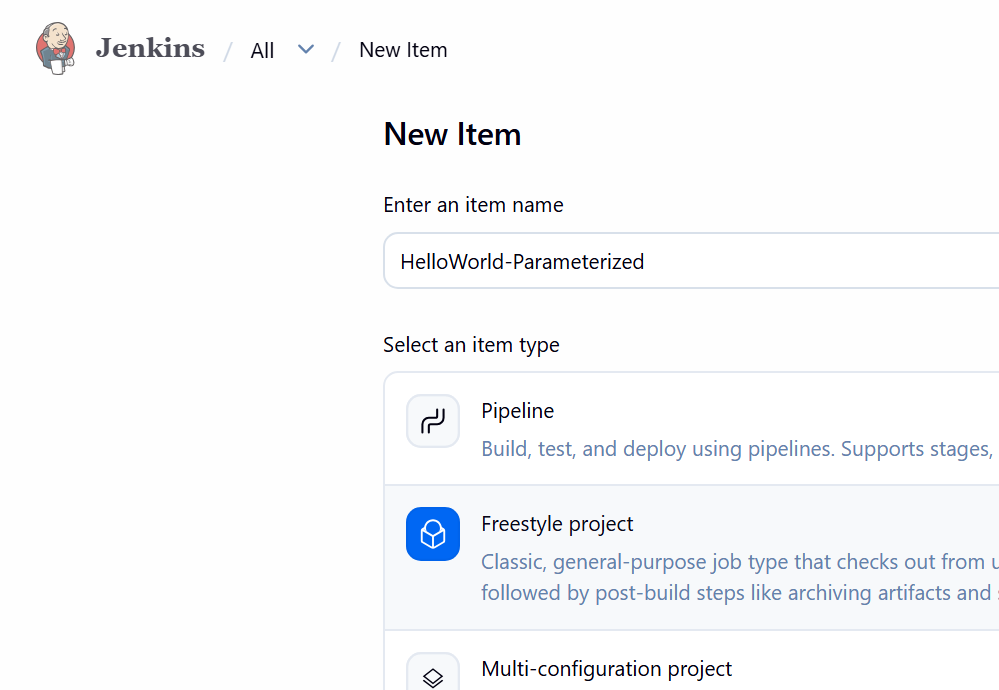 Jenkins / All / New Item
New Item
Enter an item name
HelloWorld-Parameterized
Select an item type
Pipeline
Build, test, and deploy using pipelines. Supports stages,
Freestyle project
Classic, general-purpose job type that checks out from
followed by post-build steps like archiving artifacts and
Multi-configuration project